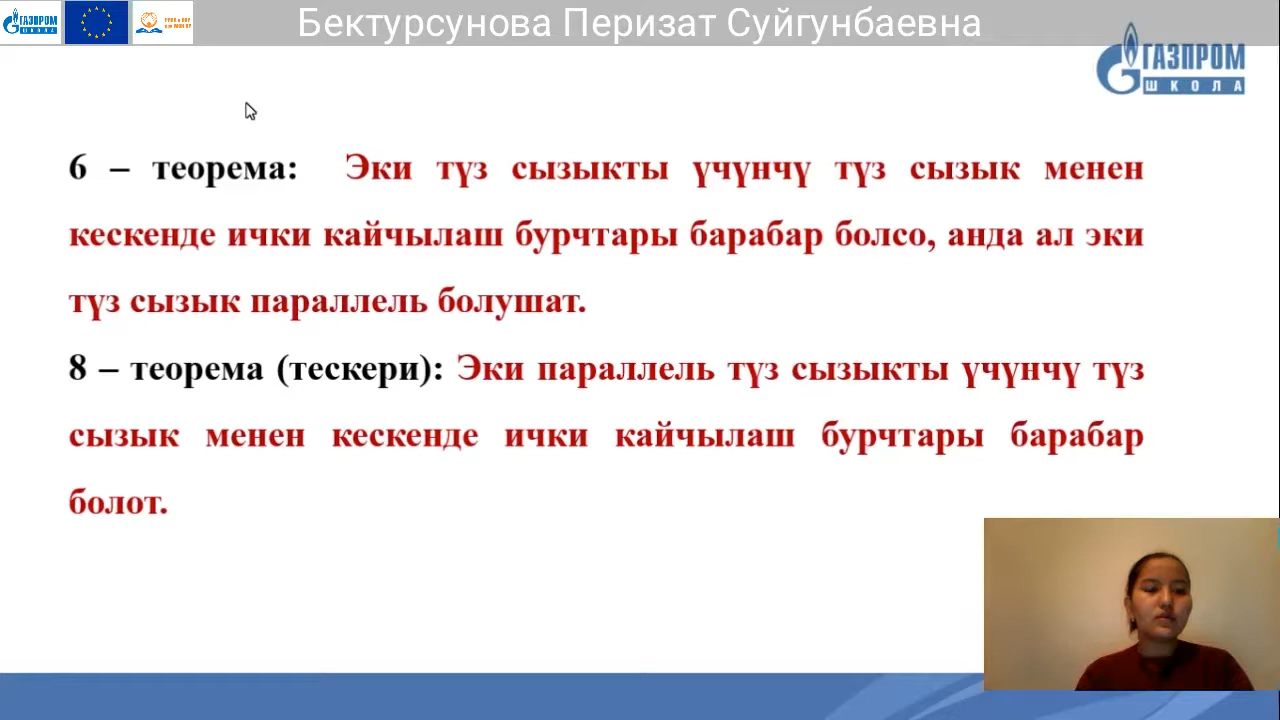 Бектурсунова Перизат Суйгунбаевна
ГАЗПРОМ
ШКОЛА
ГАЗПРОМ
ШКОЛА
6 – теорема: Эки түз сызыкты үчүнчү түз сызык менен
кескенде ички кайчылаш бурчтары барабар болсо, анда ал эки
түз сызык параллель болушат.
8 – теорема (тескери): Эки параллель түз сызыкты үчүнчү түз
сызык менен кескенде ички кайчылаш бурчтары барабар
болот.